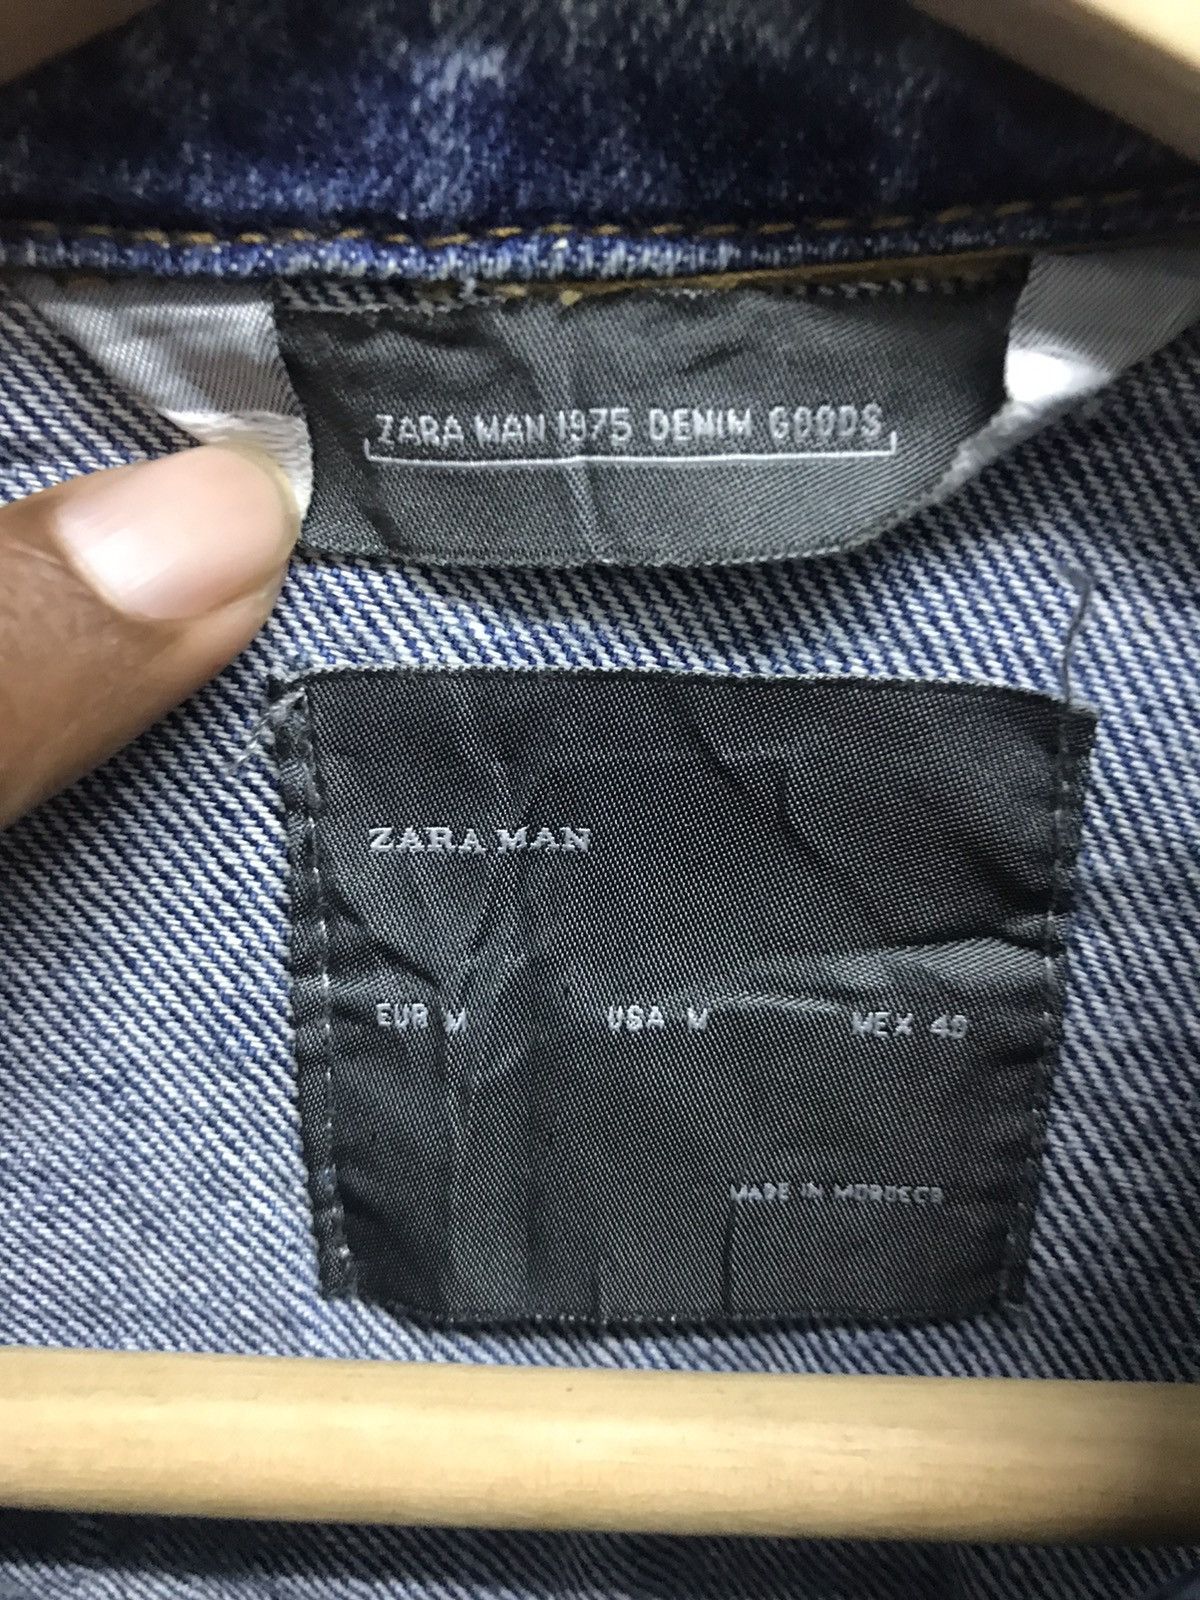 ZARA MAN 1975 DENIM GOODS
ZARA MAN
EUR M USA M MEX 40
MADE IN MOROCCO